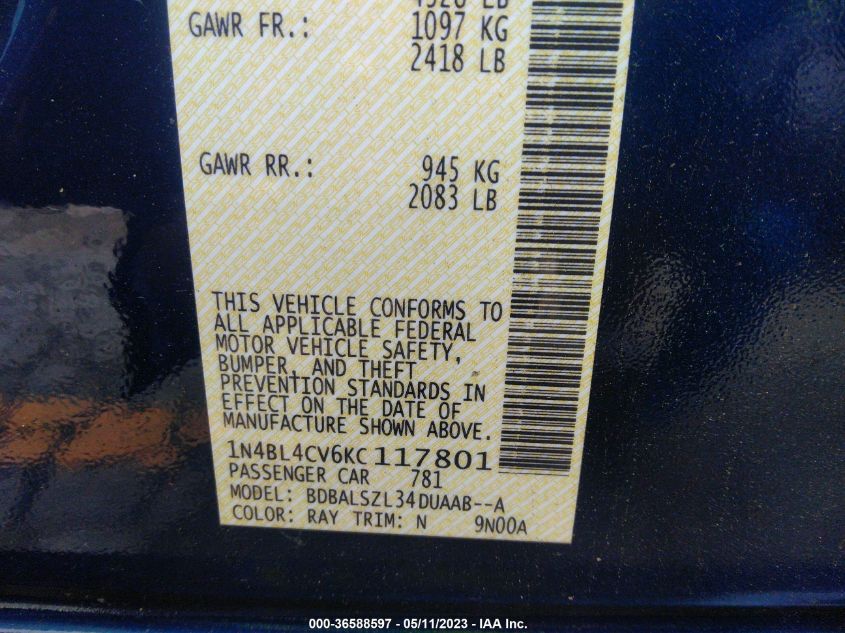 GAWR FR.: 1097 KG
2418 LB
GAWR RR.: 945 KG
2083 LB
THIS VEHICLE CONFORMS TO
ALL APPLICABLE FEDERAL
MOTOR VEHICLE SAFETY,
BUMPER, AND THEFT
PREVENTION STANDARDS IN
EFFECT ON THE DATE OF
MANUFACTURE SHOWN ABOVE.
1N4BL4CV6KC 117801
PASSENGER CAR 781
MODEL: BDBALSZL34DUAAB--A
COLOR: RAY TRIM: N 9N00A
000-36588597 - 05/11/2023 - IAA Inc.